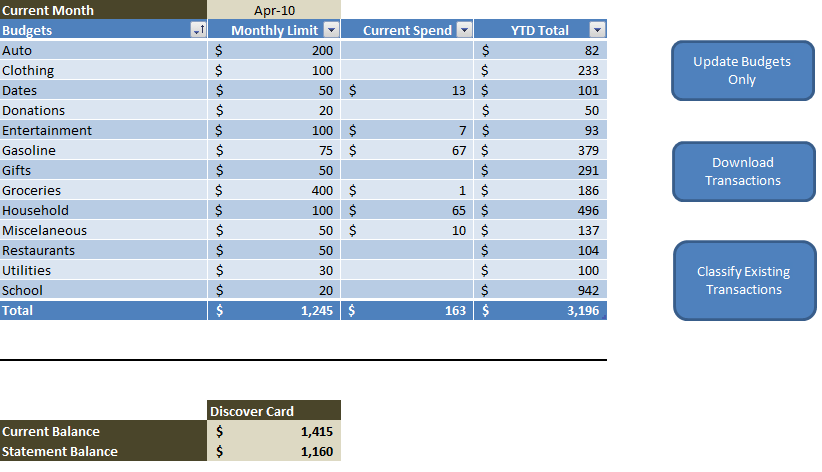 Current Month Apr-10
Budgets Monthly Limit Current Spend YTD Total
Auto $ 200 $ 82
Clothing $ 100 $ 233
Dates $ 50 $ 13 $ 101
Donations $ 20 $ 50
Entertainment $ 100 $ 7 $ 93
Gasoline $ 75 $ 67 $ 379
Gifts $ 50 $ 291
Groceries $ 400 $ 1 $ 186
Household $ 100 $ 65 $ 496
Miscelaneous $ 50 $ 10 $ 137
Restaurants $ 50 $ 104
Utilities $ 30 $ 100
School $ 20 $ 942
Total $ 1,245 $ 163 $ 3,196
Update Budgets
Only
Download
Transactions
Classify Existing
Transactions
Discover Card
Current Balance $ 1,415
Statement Balance $ 1,160